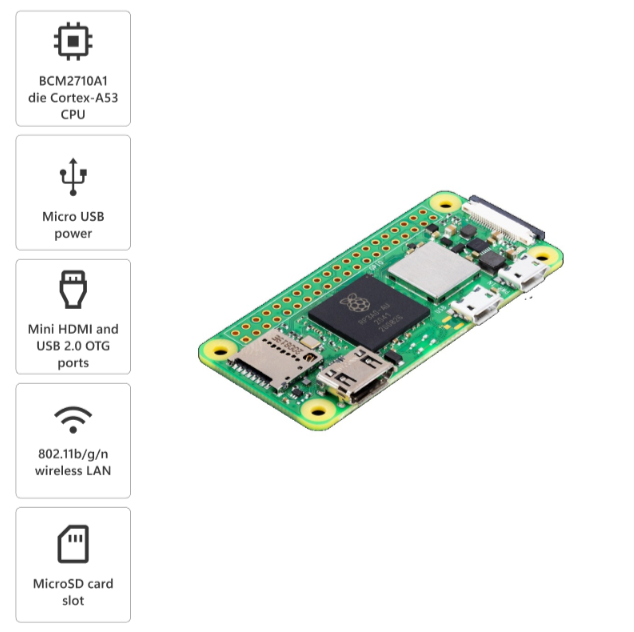 BCM2710A1
die Cortex-A53
CPU
Micro USB
power
Mini HDMI and
USB 2.0 OTG
ports
802.11b/g/n
wireless LAN
MicroSD card
slot